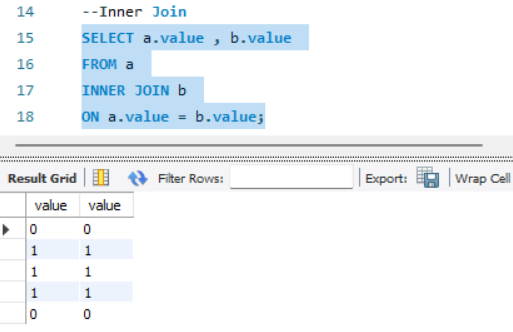 14 --Inner Join
15 SELECT a.value , b.value
16 FROM a
17 INNER JOIN b
18 ON a.value = b.value;
Result Grid Filter Rows: Export: Wrap Cell
value value
0 0
1 1
1 1
1 1
0 0